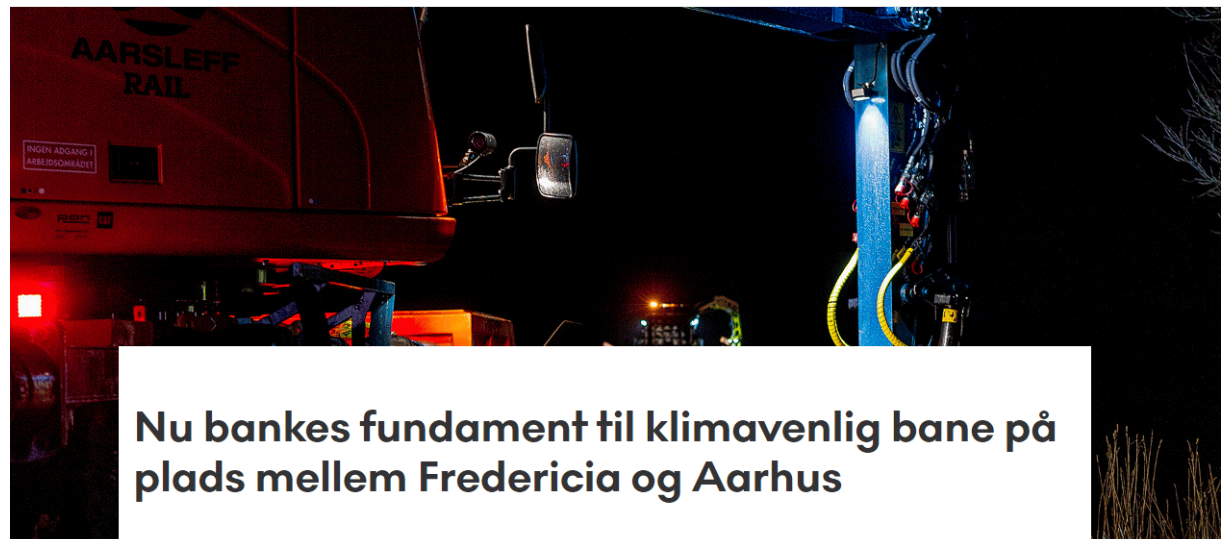 AARSLEFF
RAIL
INGEN ADGANG I
ARBEJDSOMRÅDET
Nu bankes fundament til klimavenlig bane på
plads mellem Fredericia og Aarhus